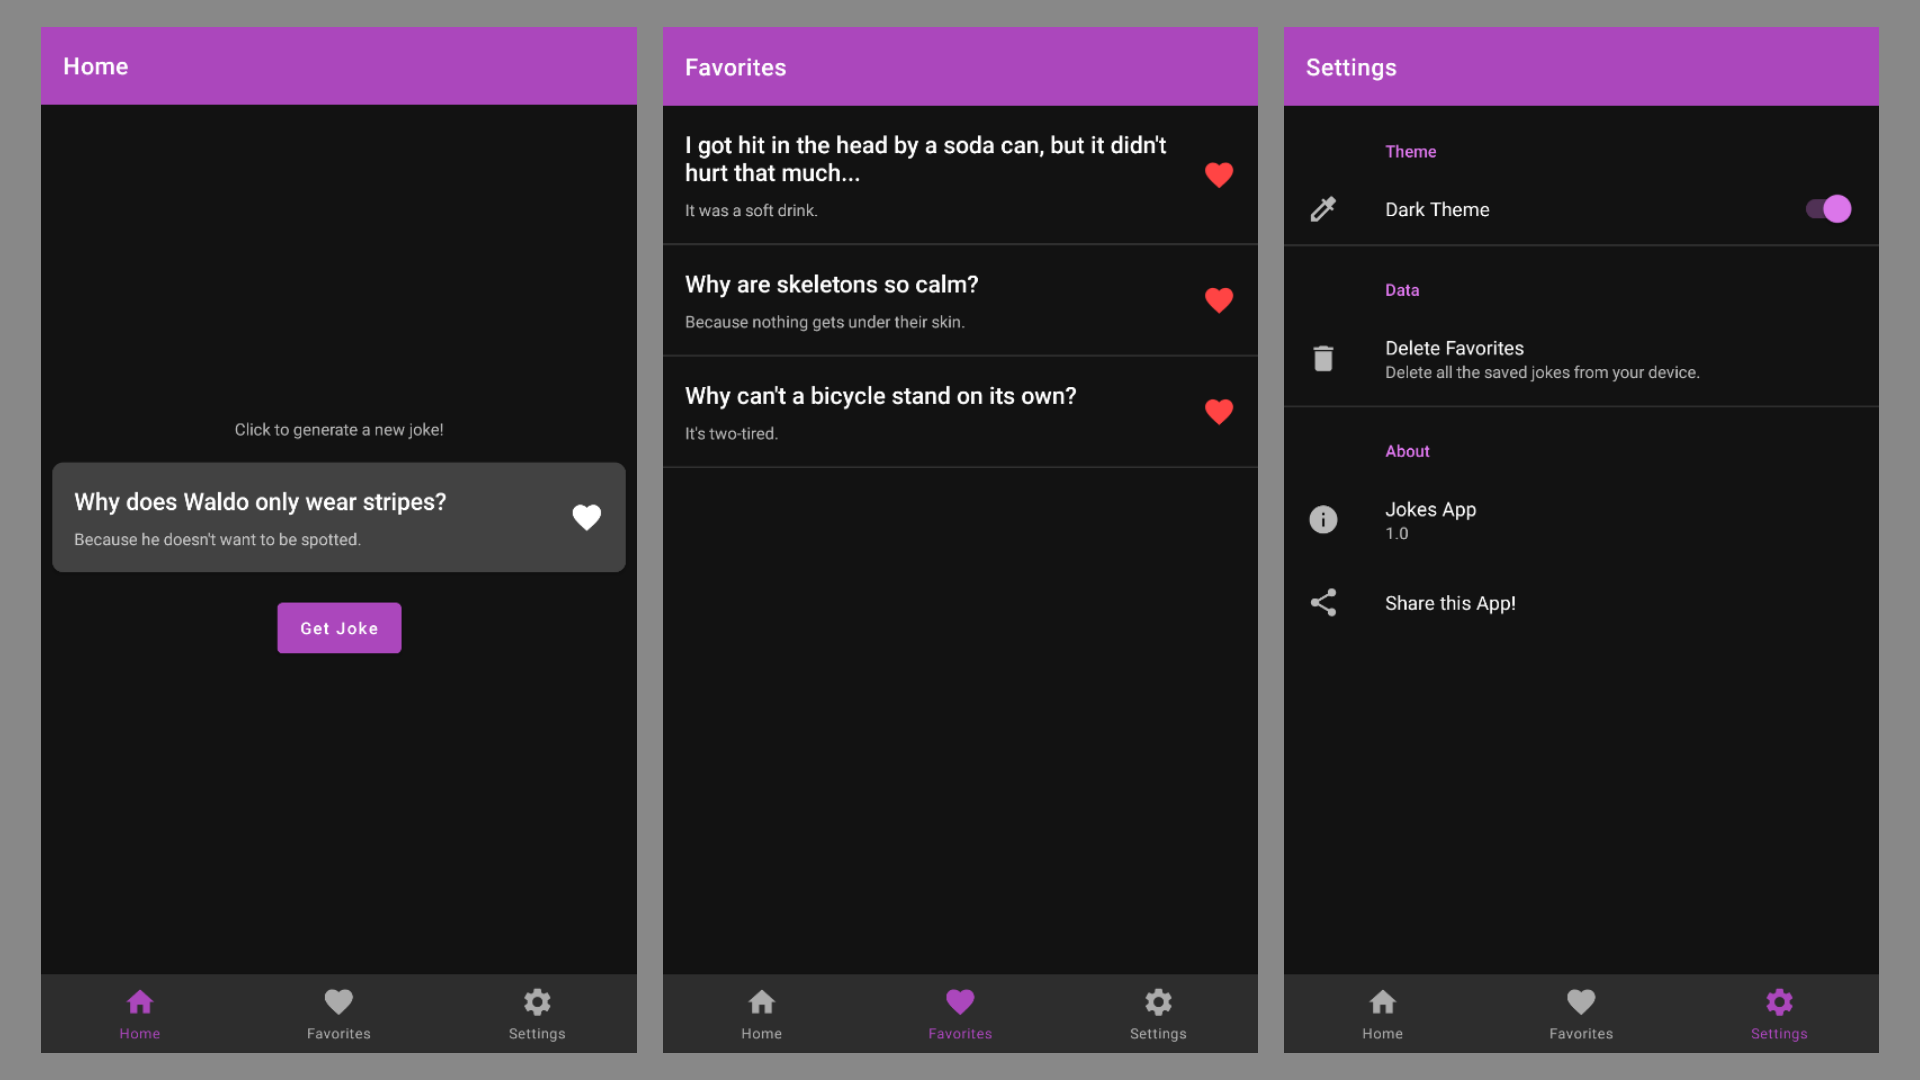 Home
Click to generate a new joke!
Why does Waldo only wear stripes?
Because he doesn't want to be spotted.
Get Joke
Home
Favorites
Settings
Favorites
I got hit in the head by a soda can, but it didn't
hurt that much...
It was a soft drink.
Why are skeletons so calm?
Because nothing gets under their skin.
Why can't a bicycle stand on its own?
It's two-tired.
Home
Favorites
Settings
Settings
Theme
Dark Theme
Data
Delete Favorites
Delete all the saved jokes from your device.
About
Jokes App
1.0
Share this App!
Home
Favorites
Settings